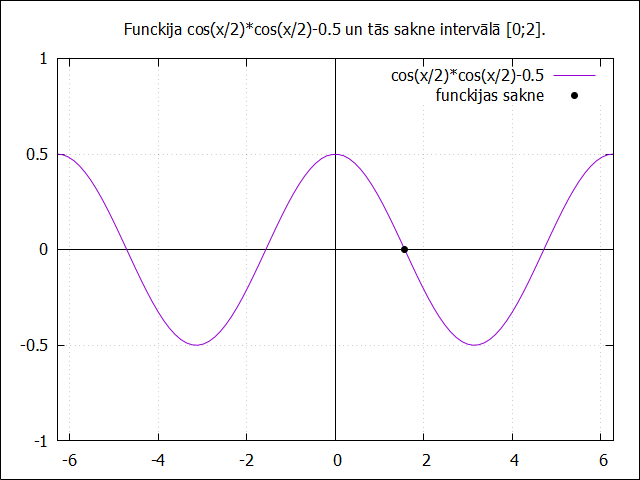 Funckija cos(x/2)*cos(x/2)-0.5 un tās sakne intervālā [0;2].
cos(x/2)*cos(x/2)-0.5
funckijas sakne
1
0.5
0
-0.5
-1
-6 -4 -2 0 2 4 6